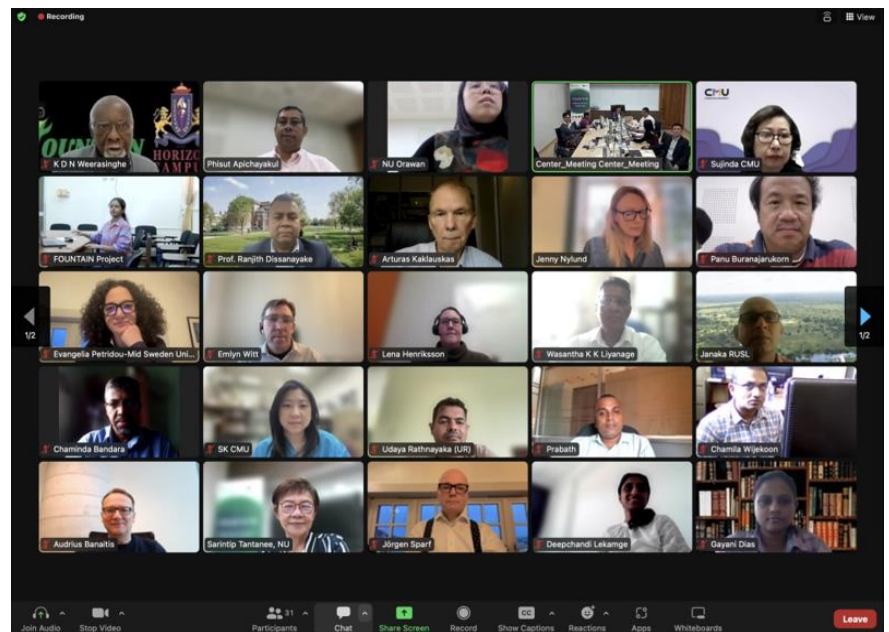 Recording
View
FOUNTAIN
HORIZON
CAMPUS
K D N Weerasinghe
Phisut Apichayakul
NU Orawan
Center_Meeting Center_Meeting
CMU
Sujinda CMU
FOUNTAIN Project
Prof. Ranjith Dissanayake
Arturas Kaklauskas
Jenny Nylund
Panu Buranajarukorn
1/2
1/2
Evangelia Petridou-Mid Sweden Uni...
Emlyn Witt
Lena Henriksson
Wasantha K K Liyanage
Janaka RUSL
Chaminda Bandara
SK CMU
Udaya Rathnayaka (UR)
Prabath
Chamila Wijekoon
Audrius Banaitis
Sarintip Tantanee, NU
Jörgen Sparf
Deepchandi Lekamge
Gayani Dias
31
CC
Join Audio
Stop Video
Participants
Chat
Share Screen
Record
Show Captions
Reactions
Apps
Whiteboards
Leave